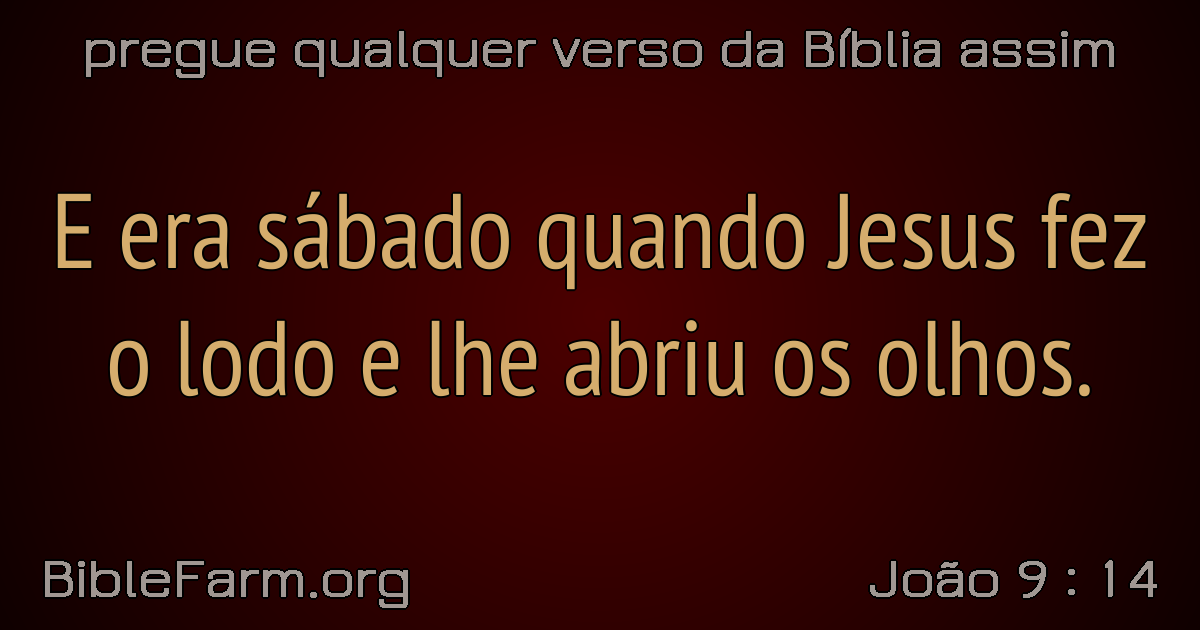 pregue qualquer verso da Bíblia assim
E era sábado quando Jesus fez
o lodo e lhe abriu os olhos.
BibleFarm.org
João 9 : 14